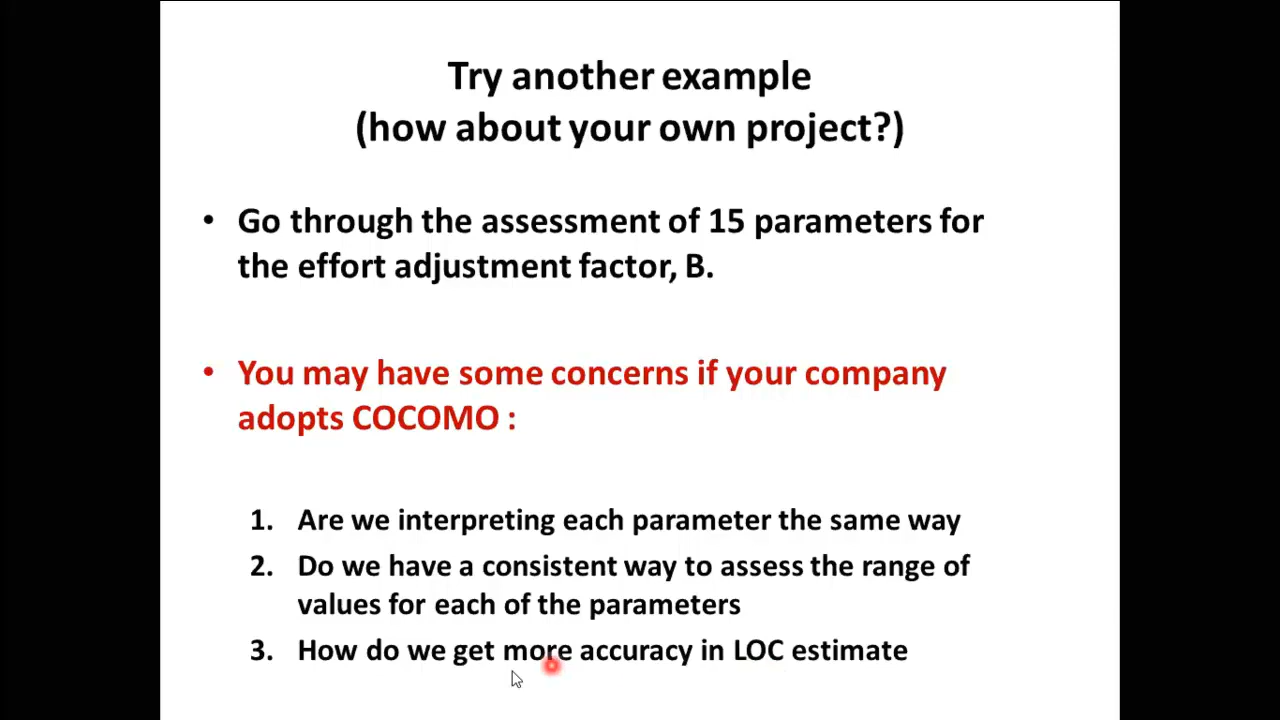 Try another example
(how about your own project?)
• Go through the assessment of 15 parameters for
the effort adjustment factor, B.
• You may have some concerns if your company
adopts COCOMO :
1. Are we interpreting each parameter the same way
2. Do we have a consistent way to assess the range of
values for each of the parameters
3. How do we get more accuracy in LOC estimate